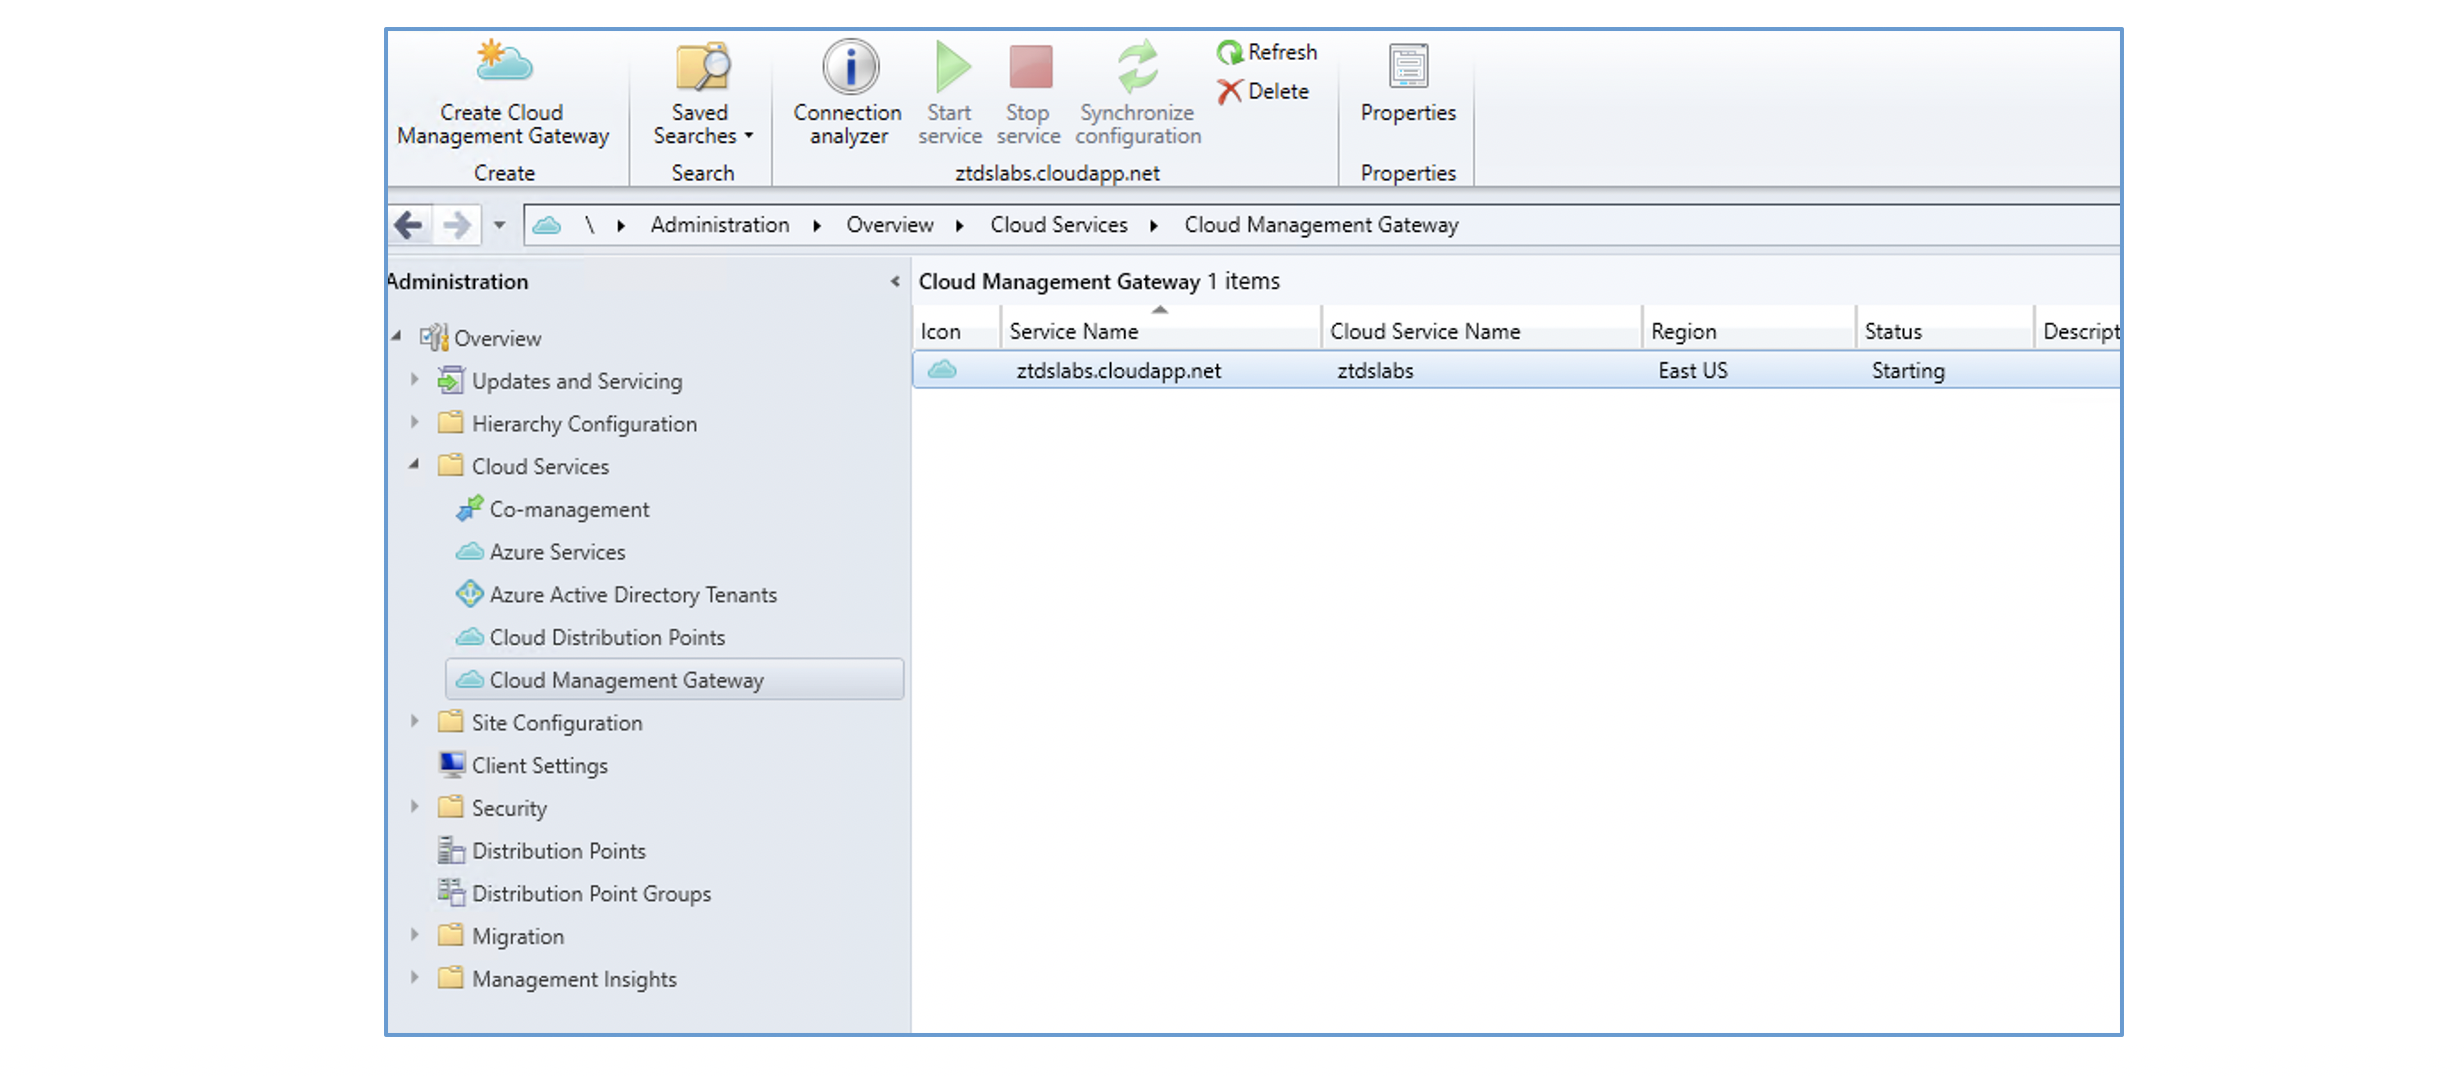 Create Cloud
Management Gateway
Create
Saved
Searches
Search
Connection
analyzer
Start
service
Stop
service
Synchronize
configuration
Refresh
Delete
ztdslabs.cloudapp.net
Properties
Properties
\ Administration Overview Cloud Services Cloud Management Gateway
Administration
Overview
Updates and Servicing
Hierarchy Configuration
Cloud Services
Co-management
Azure Services
Azure Active Directory Tenants
Cloud Distribution Points
Cloud Management Gateway
Site Configuration
Client Settings
Security
Distribution Points
Distribution Point Groups
Migration
Management Insights
Cloud Management Gateway 1 items
Icon Service Name Cloud Service Name Region Status Descript
ztdslabs.cloudapp.net ztdslabs East US Starting